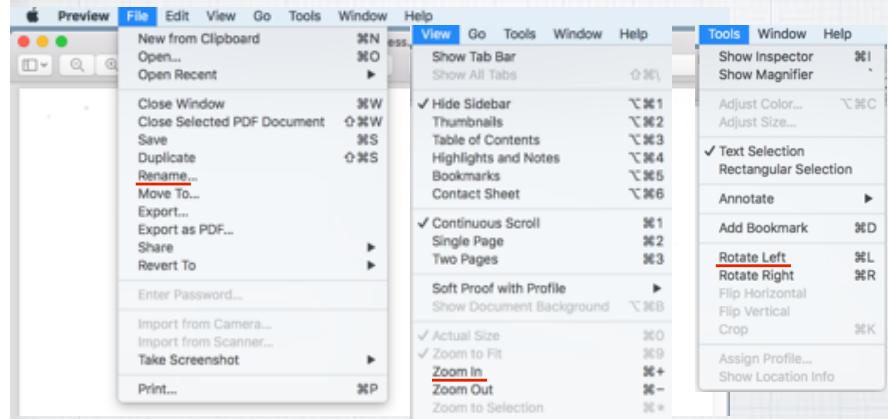 Preview File Edit View Go Tools Window Help
New from Clipboard ⌘N
Open... ⌘O
Open Recent ▶
Close Window ⌘W
Close Selected PDF Document ⇧⌘W
Save ⌘S
Duplicate ⇧⌘S
Rename...
Move To...
Export...
Export as PDF...
Share ▶
Revert To ▶
Enter Password...
Import from Camera...
Import from Scanner...
Take Screenshot ▶
Print... ⌘P
ess.
View Go Tools Window Help
Show Tab Bar
Show All Tabs ⇧⌘\
✓ Hide Sidebar ⌥⌘1
Thumbnails ⌥⌘2
Table of Contents ⌥⌘3
Highlights and Notes ⌥⌘4
Bookmarks ⌥⌘5
Contact Sheet ⌥⌘6
✓ Continuous Scroll ⌘1
Single Page ⌘2
Two Pages ⌘3
Soft Proof with Profile ▶
Show Document Background ⌥⌘B
✓ Actual Size ⌘0
✓ Zoom to Fit ⌘9
Zoom In ⌘+
Zoom Out ⌘−
Zoom to Selection ⌘*
Tools Window Help
Show Inspector ⌘I
Show Magnifier `
Adjust Color... ⌥⌘C
Adjust Size...
✓ Text Selection
Rectangular Selection
Annotate ▶
Add Bookmark ⌘D
Rotate Left ⌘L
Rotate Right ⌘R
Flip Horizontal
Flip Vertical
Crop ⌘K
Assign Profile...
Show Location Info